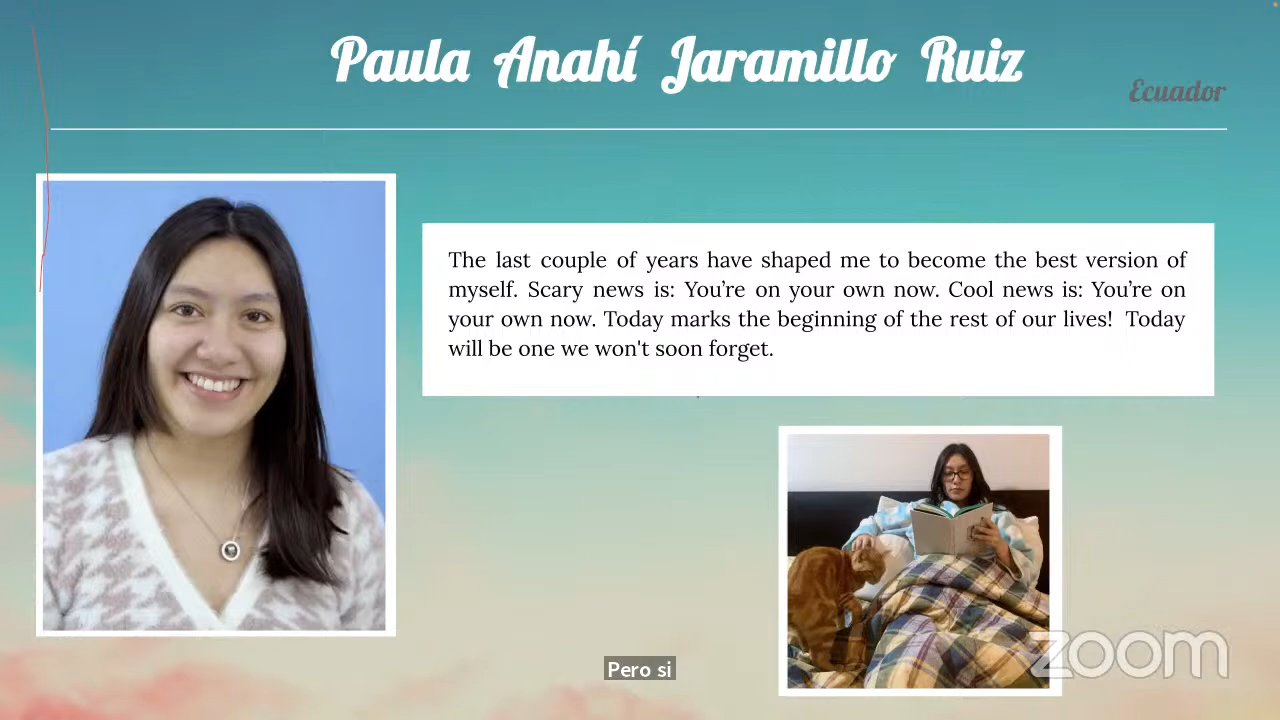 Paula Anahí Jaramillo Ruiz
Ecuador
The last couple of years have shaped me to become the best version of
myself. Scary news is: You’re on your own now. Cool news is: You’re on
your own now. Today marks the beginning of the rest of our lives! Today
will be one we won't soon forget.
Pero si
zoom